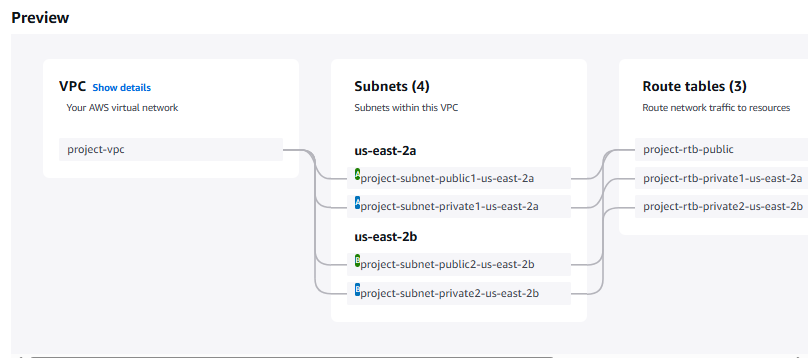 Preview
VPC Show details
Your AWS virtual network
project-vpc
Subnets (4)
Subnets within this VPC
us-east-2a
A project-subnet-public1-us-east-2a
A project-subnet-private1-us-east-2a
us-east-2b
B project-subnet-public2-us-east-2b
B project-subnet-private2-us-east-2b
Route tables (3)
Route network traffic to resources
project-rtb-public
project-rtb-private1-us-east-2a
project-rtb-private2-us-east-2b